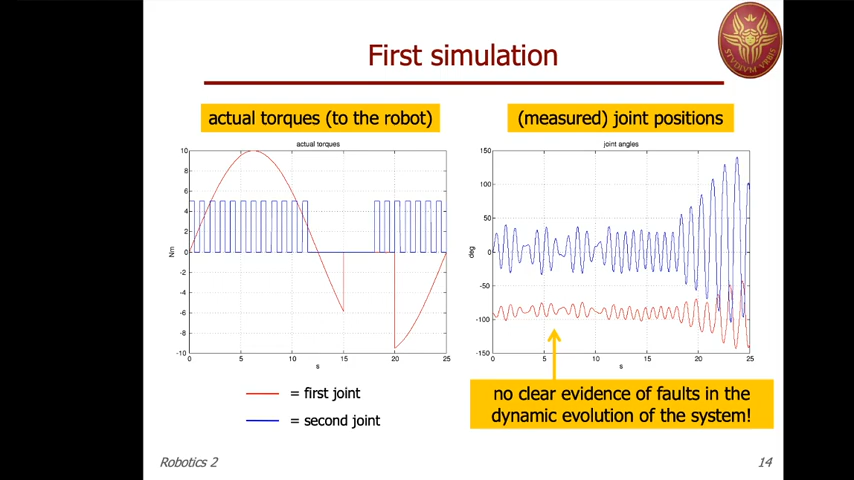 First simulation
STVDIVM VRBIS
actual torques (to the robot)
(measured) joint positions
actual torques
10
8
6
4
2
0
-2
-4
-6
-8
-10
Nm
0
5
10
15
20
25
s
joint angles
150
100
50
0
-50
-100
-150
deg
0
5
10
15
20
25
s
= first joint
= second joint
no clear evidence of faults in the
dynamic evolution of the system!
Robotics 2
14